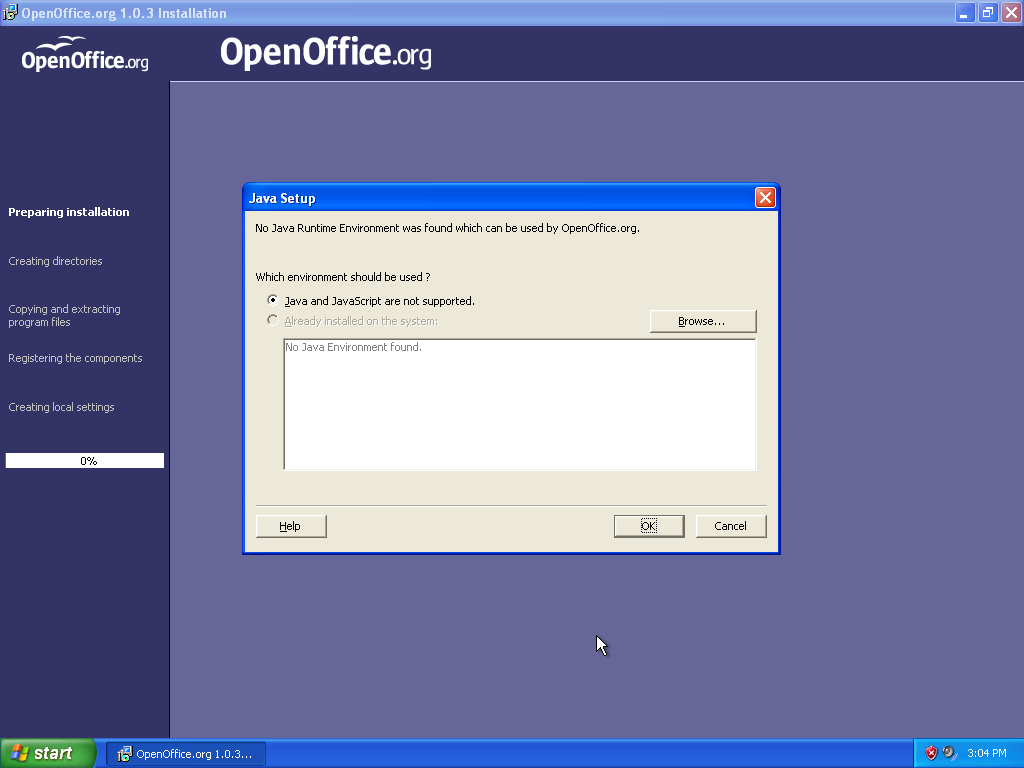 OpenOffice.org 1.0.3 Installation
OpenOffice.org
OpenOffice.org
Preparing installation
Creating directories
Copying and extracting
program files
Registering the components
Creating local settings
0%
Java Setup
No Java Runtime Environment was found which can be used by OpenOffice.org.
Which environment should be used ?
Java and JavaScript are not supported.
Already installed on the system:
Browse...
No Java Environment found.
Help
OK
Cancel
start
OpenOffice.org 1.0.3...
3:04 PM